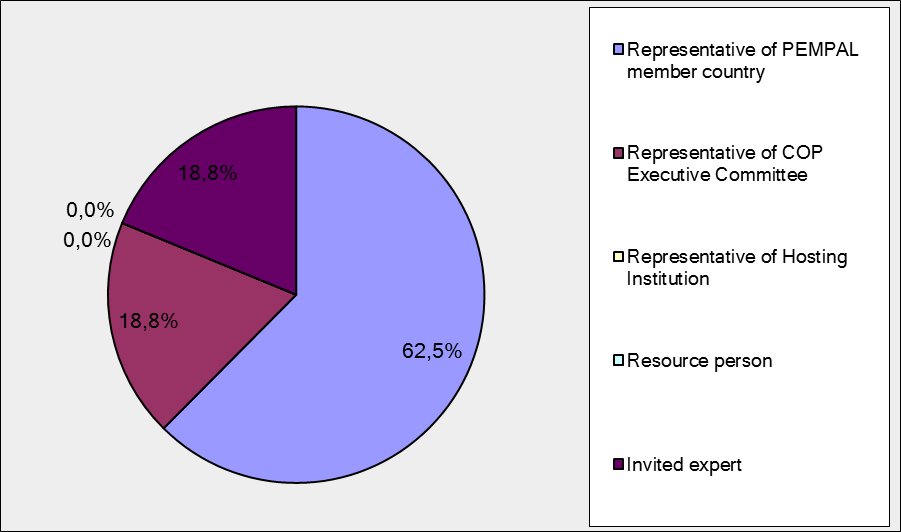 Representative of PEMPAL
member country
Representative of COP
Executive Committee
Representative of Hosting
Institution
Resource person
Invited expert
18,8%
0,0%
0,0%
18,8%
62,5%